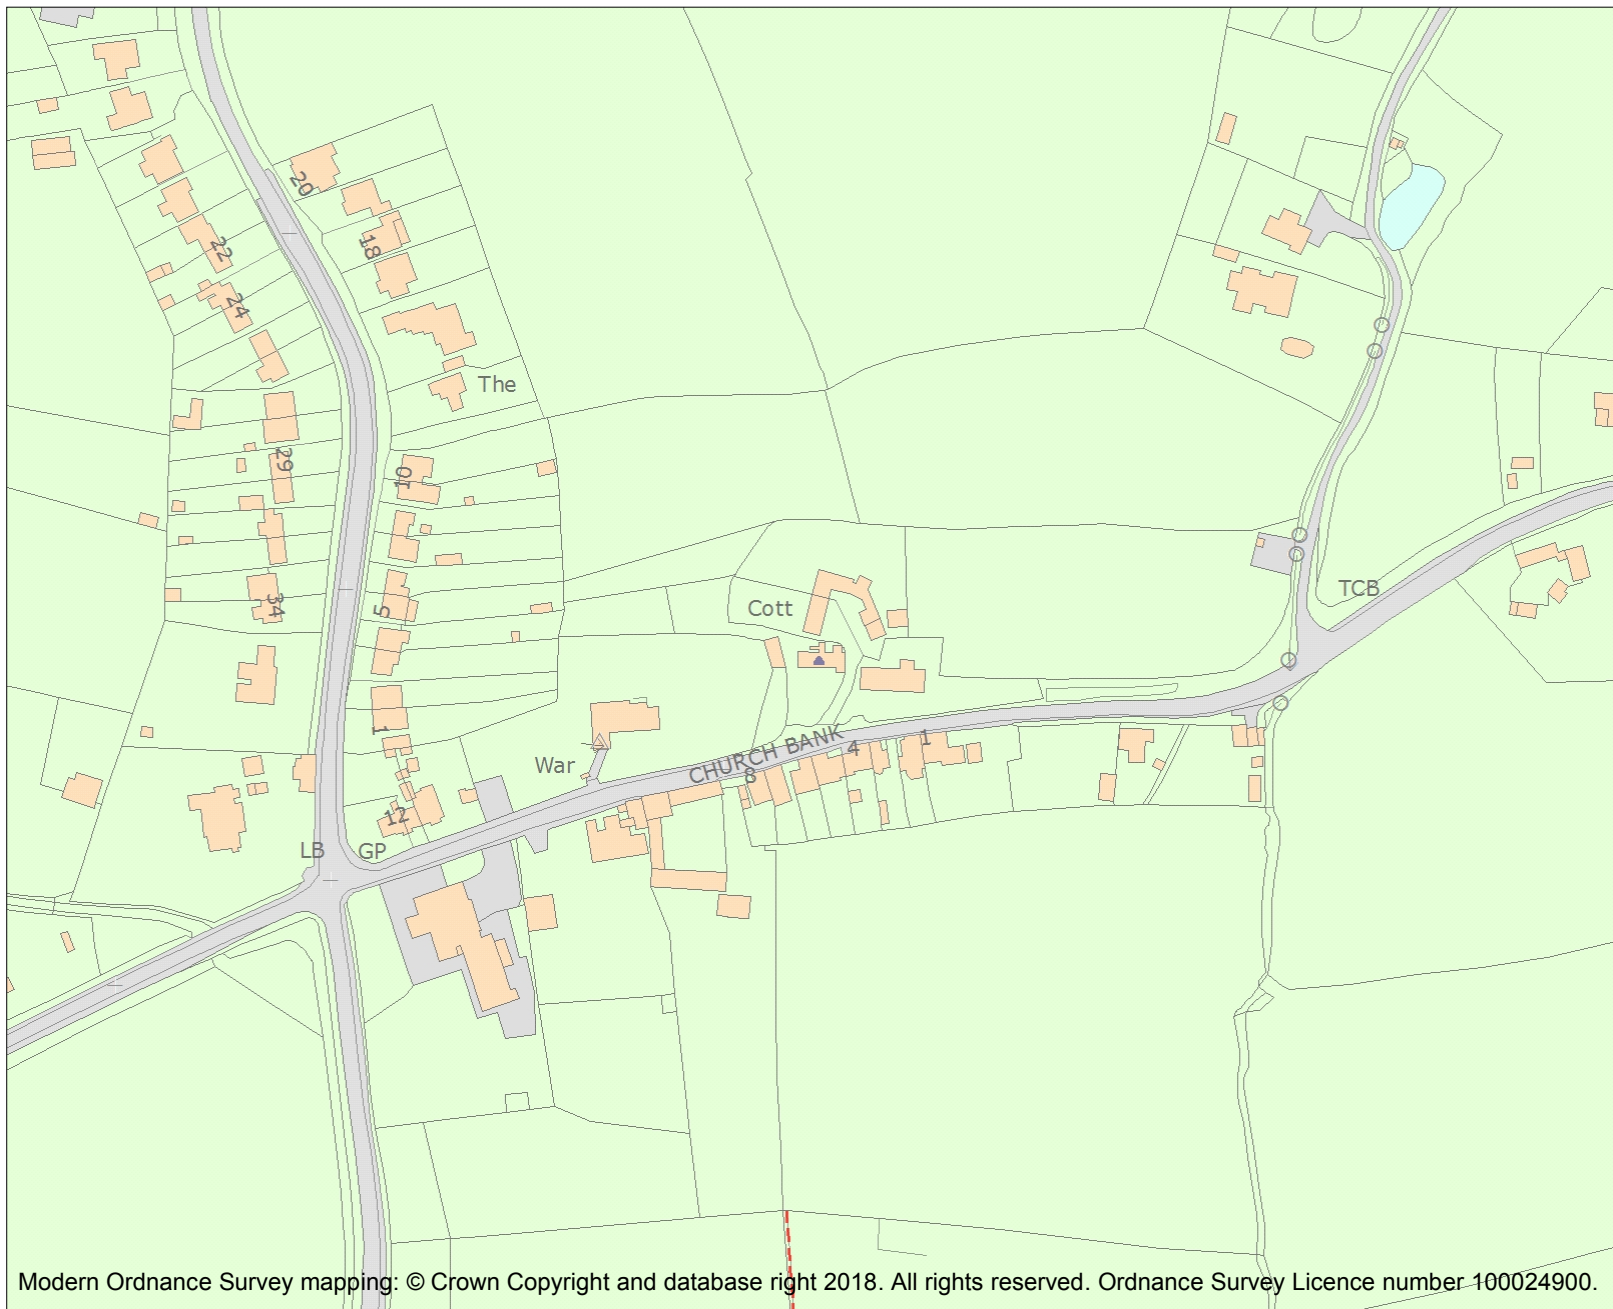 20
22
18
24
The
29
10
34
5
Cott
TCB
1
War
CHURCH BANK
8
4
1
12
LB
GP
Modern Ordnance Survey mapping: © Crown Copyright and database right 2018. All rights reserved. Ordnance Survey Licence number 100024900.